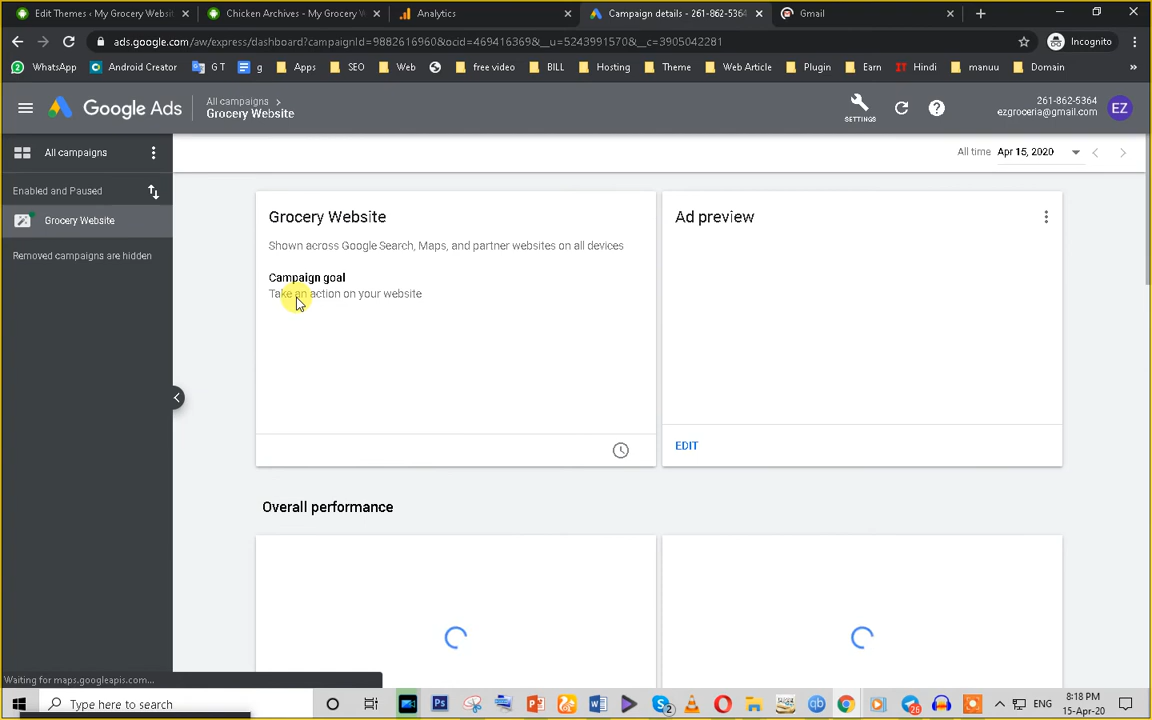 Edit Themes ‹ My Grocery Websit
Chicken Archives - My Grocery W
Analytics
Campaign details - 261-862-5364
Gmail
ads.google.com/aw/express/dashboard?campaignId=9882616960&ocid=469416369&__u=5243991570&__c=3905042281
Incognito
WhatsApp
Android Creator
G T
g
Apps
SEO
Web
free video
BILL
Hosting
Theme
Web Article
Plugin
Earn
Hindi
manuu
Domain
»
Google Ads
All campaigns
Grocery Website
SETTINGS
261-862-5364
ezgroceria@gmail.com
EZ
All campaigns
All time Apr 15, 2020
Enabled and Paused
Grocery Website
Removed campaigns are hidden
Grocery Website
Shown across Google Search, Maps, and partner websites on all devices
Campaign goal
Take an action on your website
Ad preview
EDIT
Overall performance
Waiting for maps.googleapis.com...
Type here to search
ENG
8:18 PM
15-Apr-20